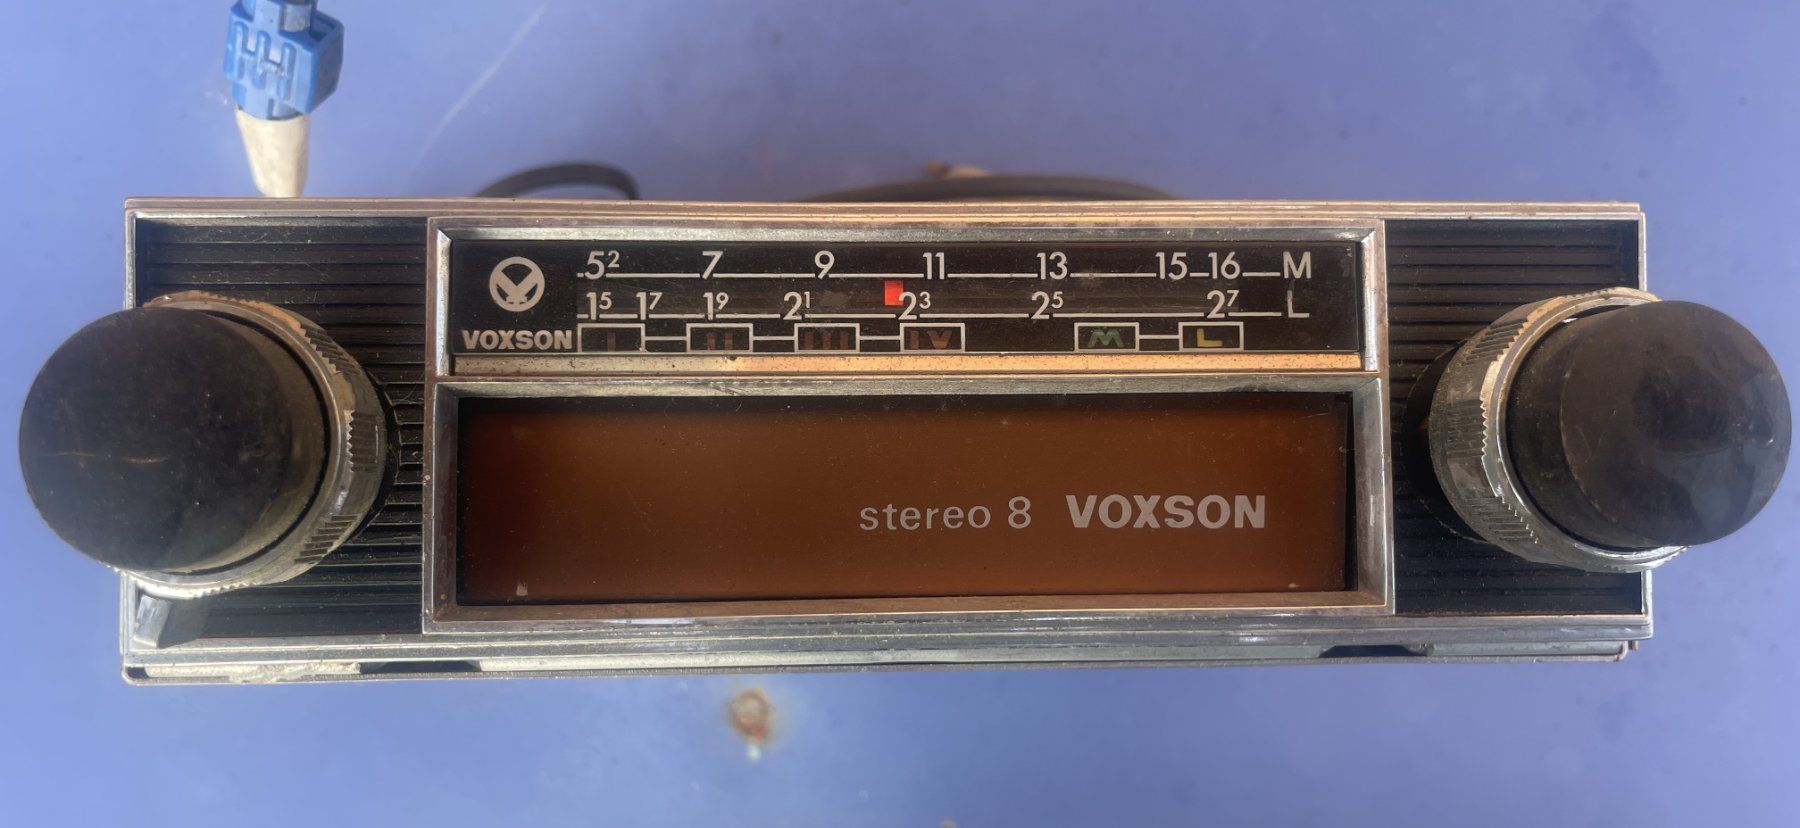 5² 7 9 11 13 15 16 M
1⁵ 1⁷ 1⁹ 2¹ 2³ 2⁵ 2⁷ L
VOXSON I II III IV M L
stereo 8 VOXSON